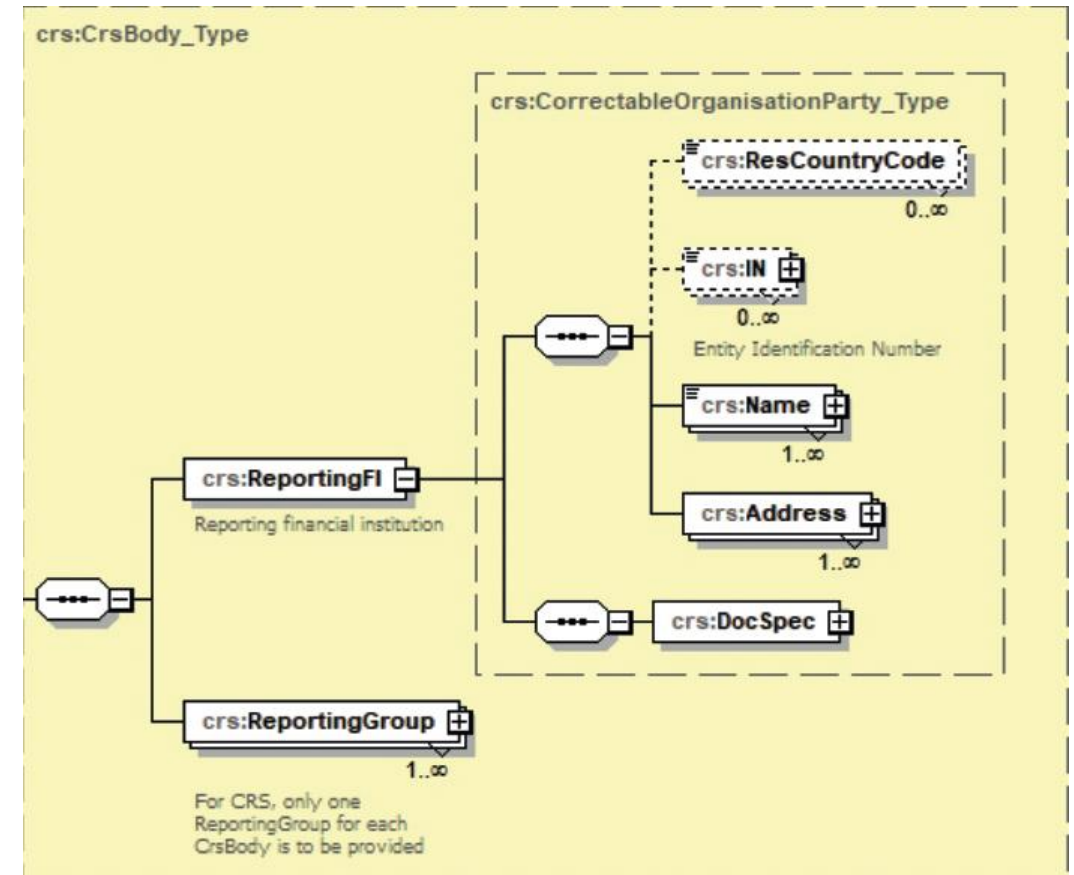 crs:CrsBody_Type
crs:CorrectableOrganisationParty_Type
crs:ResCountryCode
0..∞
crs:IN
0..∞
Entity Identification Number
crs:Name
1..∞
crs:ReportingFI
Reporting financial institution
crs:Address
1..∞
crs:DocSpec
crs:ReportingGroup
1..∞
For CRS, only one
ReportingGroup for each
CrsBody is to be provided